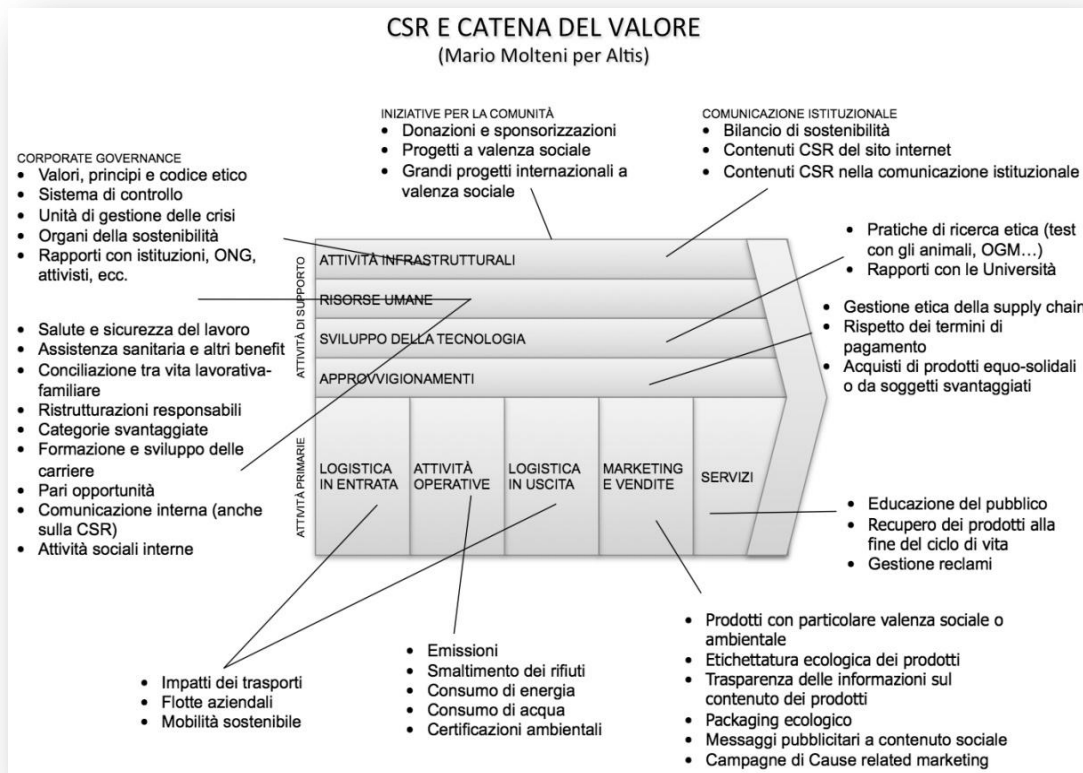 CSR E CATENA DEL VALORE
(Mario Molteni per Altis)
INIZIATIVE PER LA COMUNITÀ
• Donazioni e sponsorizzazioni
• Progetti a valenza sociale
• Grandi progetti internazionali a
valenza sociale
COMUNICAZIONE ISTITUZIONALE
• Bilancio di sostenibilità
• Contenuti CSR del sito internet
• Contenuti CSR nella comunicazione istituzionale
CORPORATE GOVERNANCE
• Valori, principi e codice etico
• Sistema di controllo
• Unità di gestione delle crisi
• Organi della sostenibilità
• Rapporti con istituzioni, ONG,
attivisti, ecc.
• Pratiche di ricerca etica (test
con gli animali, OGM…)
• Rapporti con le Università
• Gestione etica della supply chain
• Rispetto dei termini di
pagamento
• Acquisti di prodotti equo-solidali
o da soggetti svantaggiati
• Salute e sicurezza del lavoro
• Assistenza sanitaria e altri benefit
• Conciliazione tra vita lavorativa-
familiare
• Ristrutturazioni responsabili
• Categorie svantaggiate
• Formazione e sviluppo delle
carriere
• Pari opportunità
• Comunicazione interna (anche
sulla CSR)
• Attività sociali interne
ATTIVITÀ DI SUPPORTO
ATTIVITÀ INFRASTRUTTURALI
RISORSE UMANE
SVILUPPO DELLA TECNOLOGIA
APPROVVIGIONAMENTI
ATTIVITÀ PRIMARIE
LOGISTICA
IN ENTRATA
ATTIVITÀ
OPERATIVE
LOGISTICA
IN USCITA
MARKETING
E VENDITE
SERVIZI
• Educazione del pubblico
• Recupero dei prodotti alla
fine del ciclo di vita
• Gestione reclami
• Impatti dei trasporti
• Flotte aziendali
• Mobilità sostenibile
• Emissioni
• Smaltimento dei rifiuti
• Consumo di energia
• Consumo di acqua
• Certificazioni ambientali
• Prodotti con particolare valenza sociale o
ambientale
• Etichettatura ecologica dei prodotti
• Trasparenza delle informazioni sul
contenuto dei prodotti
• Packaging ecologico
• Messaggi pubblicitari a contenuto sociale
• Campagne di Cause related marketing